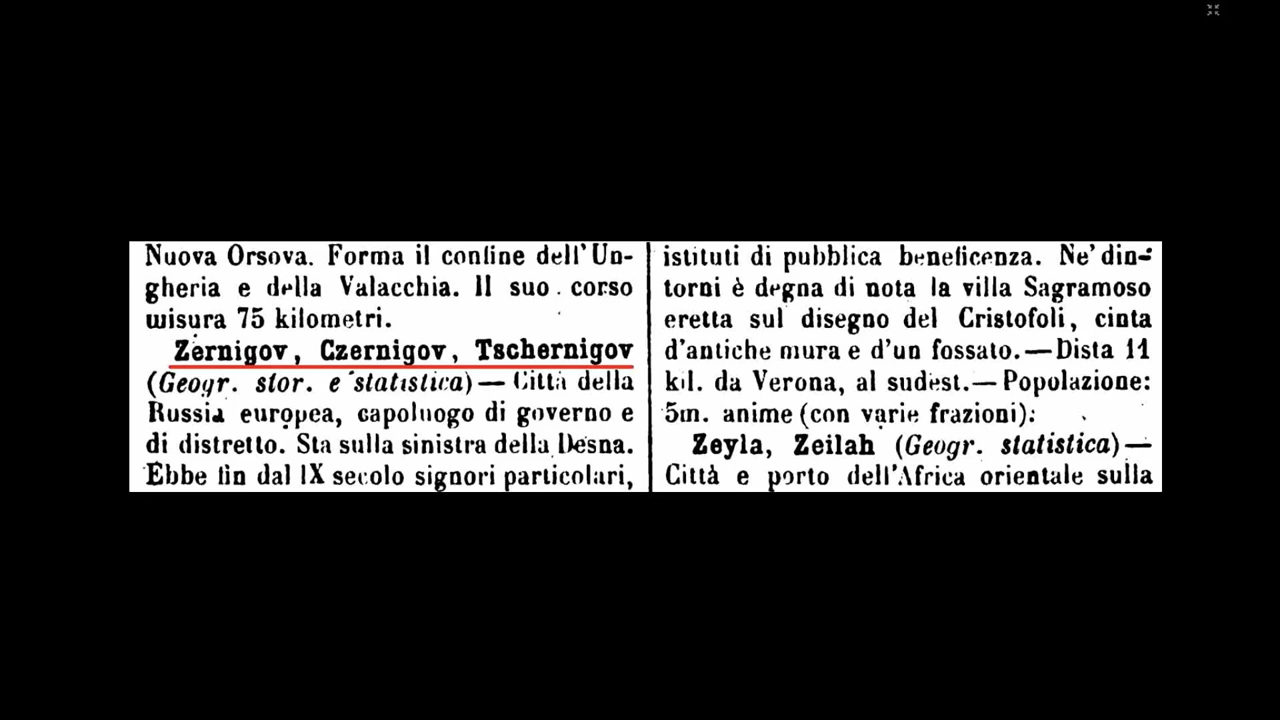 Nuova Orsova. Forma il confine dell'Un-
gheria e della Valacchia. Il suo corso
misura 75 kilometri.
Zernigov, Czernigov, Tschernigov
(Geogr. stor. e statistica) — Città della
Russia europea, capoluogo di governo e
di distretto. Sta sulla sinistra della Desna.
Ebbe fin dal IX secolo signori particolari,
istituti di pubblica beneficenza. Ne' din-
torni è degna di nota la villa Sagramoso
eretta sul disegno del Cristofoli, cinta
d'antiche mura e d'un fossato. — Dista 11
kil. da Verona, al sudest. — Popolazione:
5m. anime (con varie frazioni).
Zeyla, Zeilah (Geogr. statistica) —
Città e porto dell'Africa orientale sulla